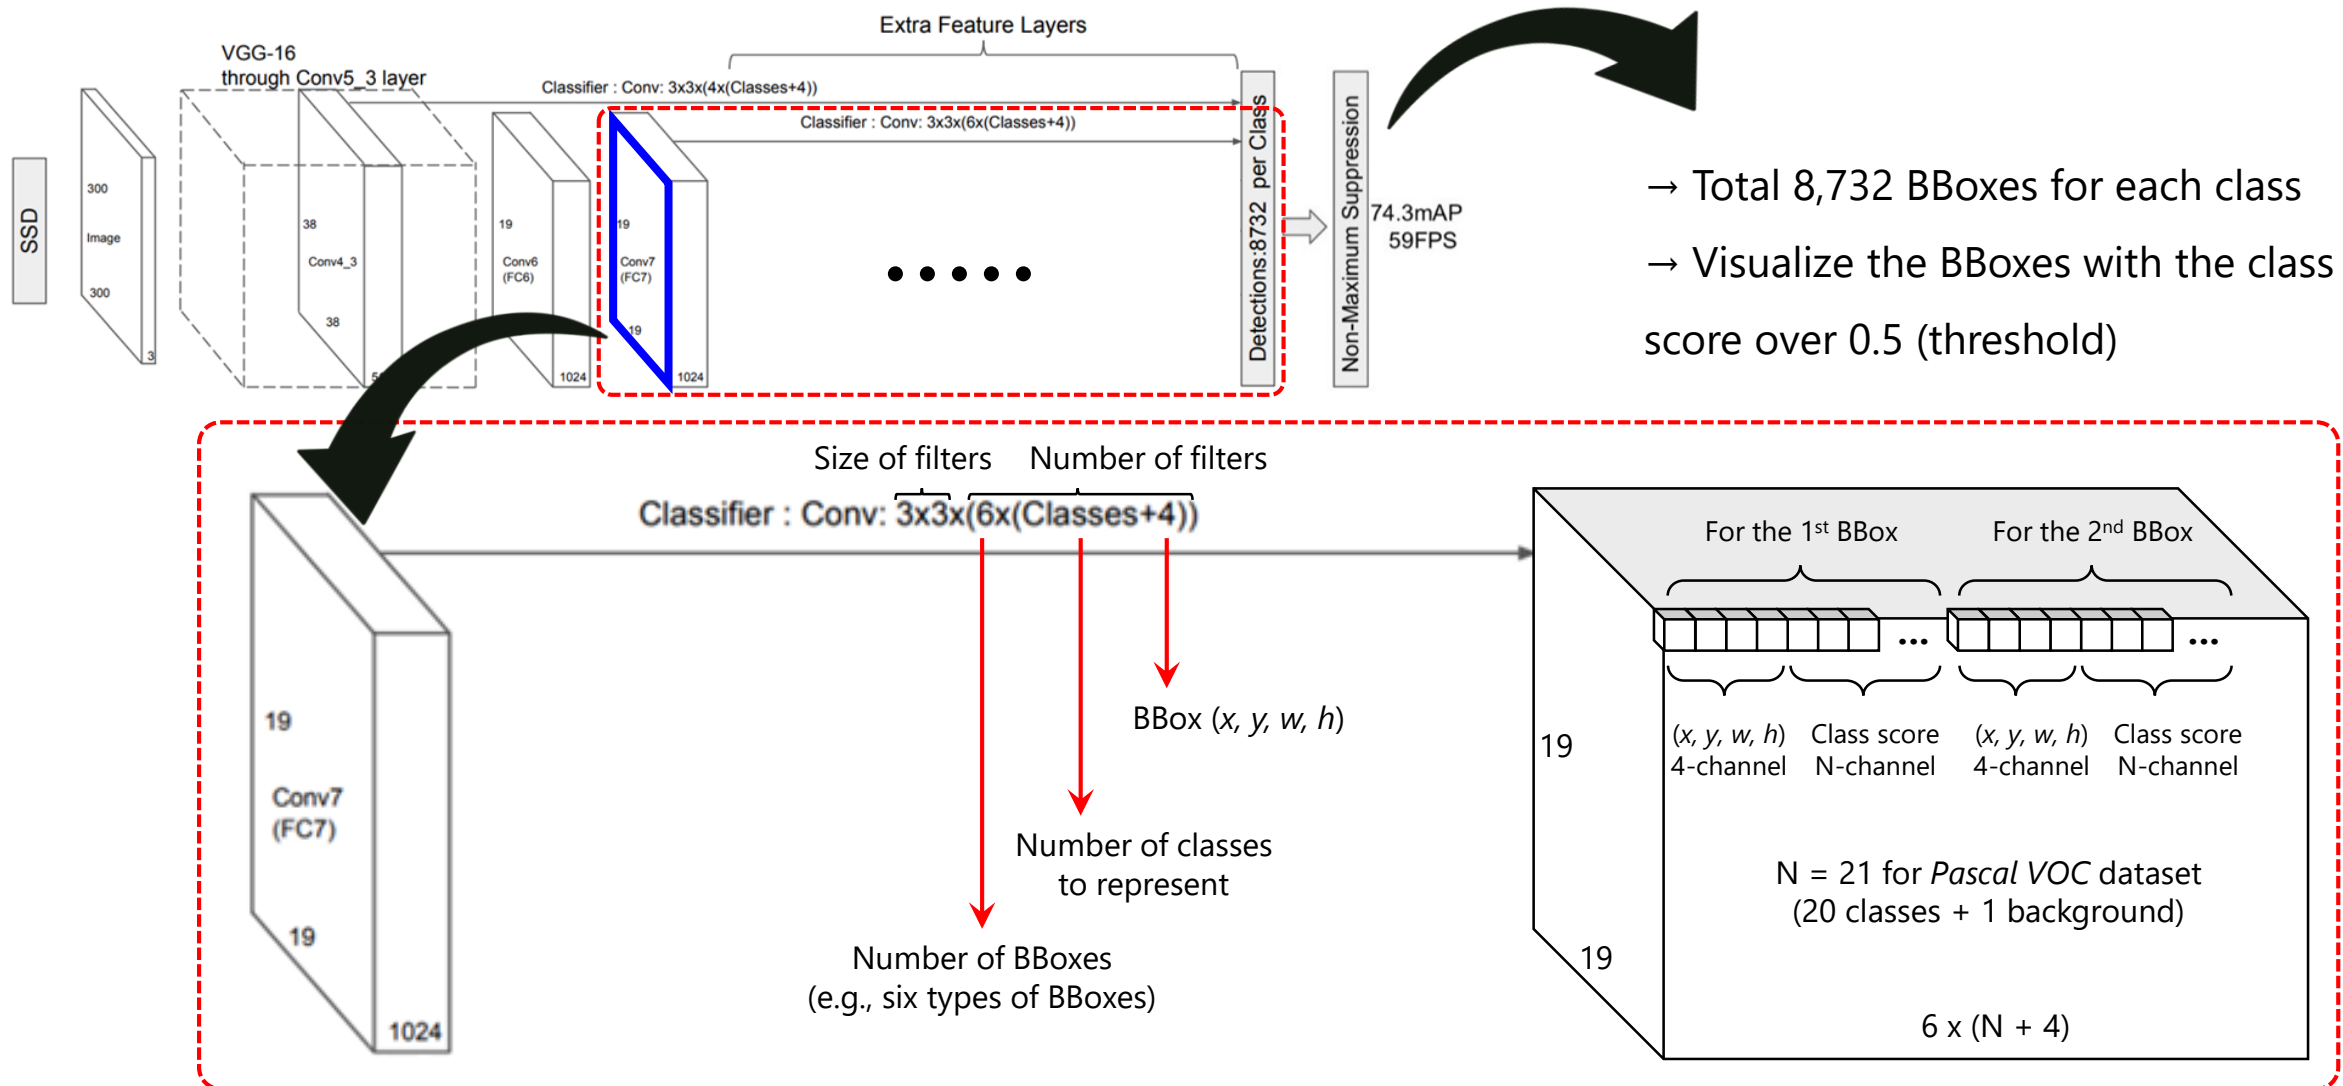 Extra Feature Layers
VGG-16
through Conv5_3 layer
Classifier : Conv: 3x3x(4x(Classes+4))
Classifier : Conv: 3x3x(6x(Classes+4))
SSD
300
Image
300
3
38
Conv4_3
38
19
Conv6
(FC6)
1024
19
Conv7
(FC7)
19
1024
Detections:8732 per Class
Non-Maximum Suppression
74.3mAP
59FPS
→ Total 8,732 BBoxes for each class
→ Visualize the BBoxes with the class
score over 0.5 (threshold)
Size of filters
Number of filters
Classifier : Conv: 3x3x(6x(Classes+4))
BBox (x, y, w, h)
Number of classes
to represent
Number of BBoxes
(e.g., six types of BBoxes)
19
Conv7
(FC7)
19
1024
For the 1st BBox
For the 2nd BBox
...
...
(x, y, w, h)
4-channel
Class score
N-channel
(x, y, w, h)
4-channel
Class score
N-channel
19
N = 21 for Pascal VOC dataset
(20 classes + 1 background)
19
6 x (N + 4)